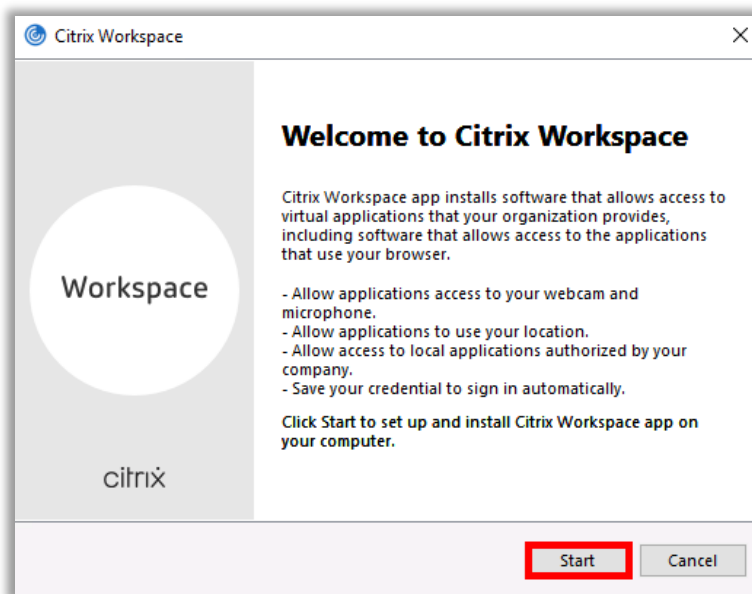 Citrix Workspace
Welcome to Citrix Workspace
Citrix Workspace app installs software that allows access to
virtual applications that your organization provides,
including software that allows access to the applications
that use your browser.
- Allow applications access to your webcam and
microphone.
- Allow applications to use your location.
- Allow access to local applications authorized by your
company.
- Save your credential to sign in automatically.
Click Start to set up and install Citrix Workspace app on
your computer.
Workspace
citrix
Start
Cancel